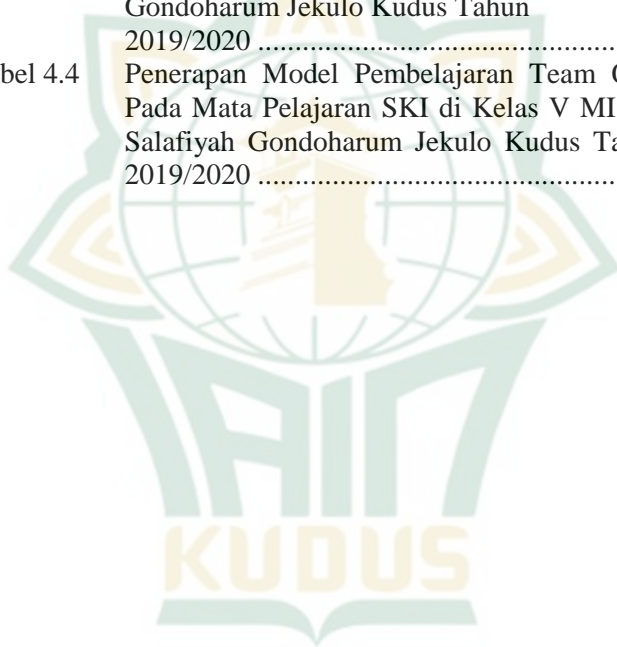 Gondoharum Jekulo Kudus Tahun
2019/2020 ................................................
bel 4.4 Penerapan Model Pembelajaran Team
Pada Mata Pelajaran SKI di Kelas V MI
Salafiyah Gondoharum Jekulo Kudus Ta
2019/2020 ................................................
IAIN
KUDUS